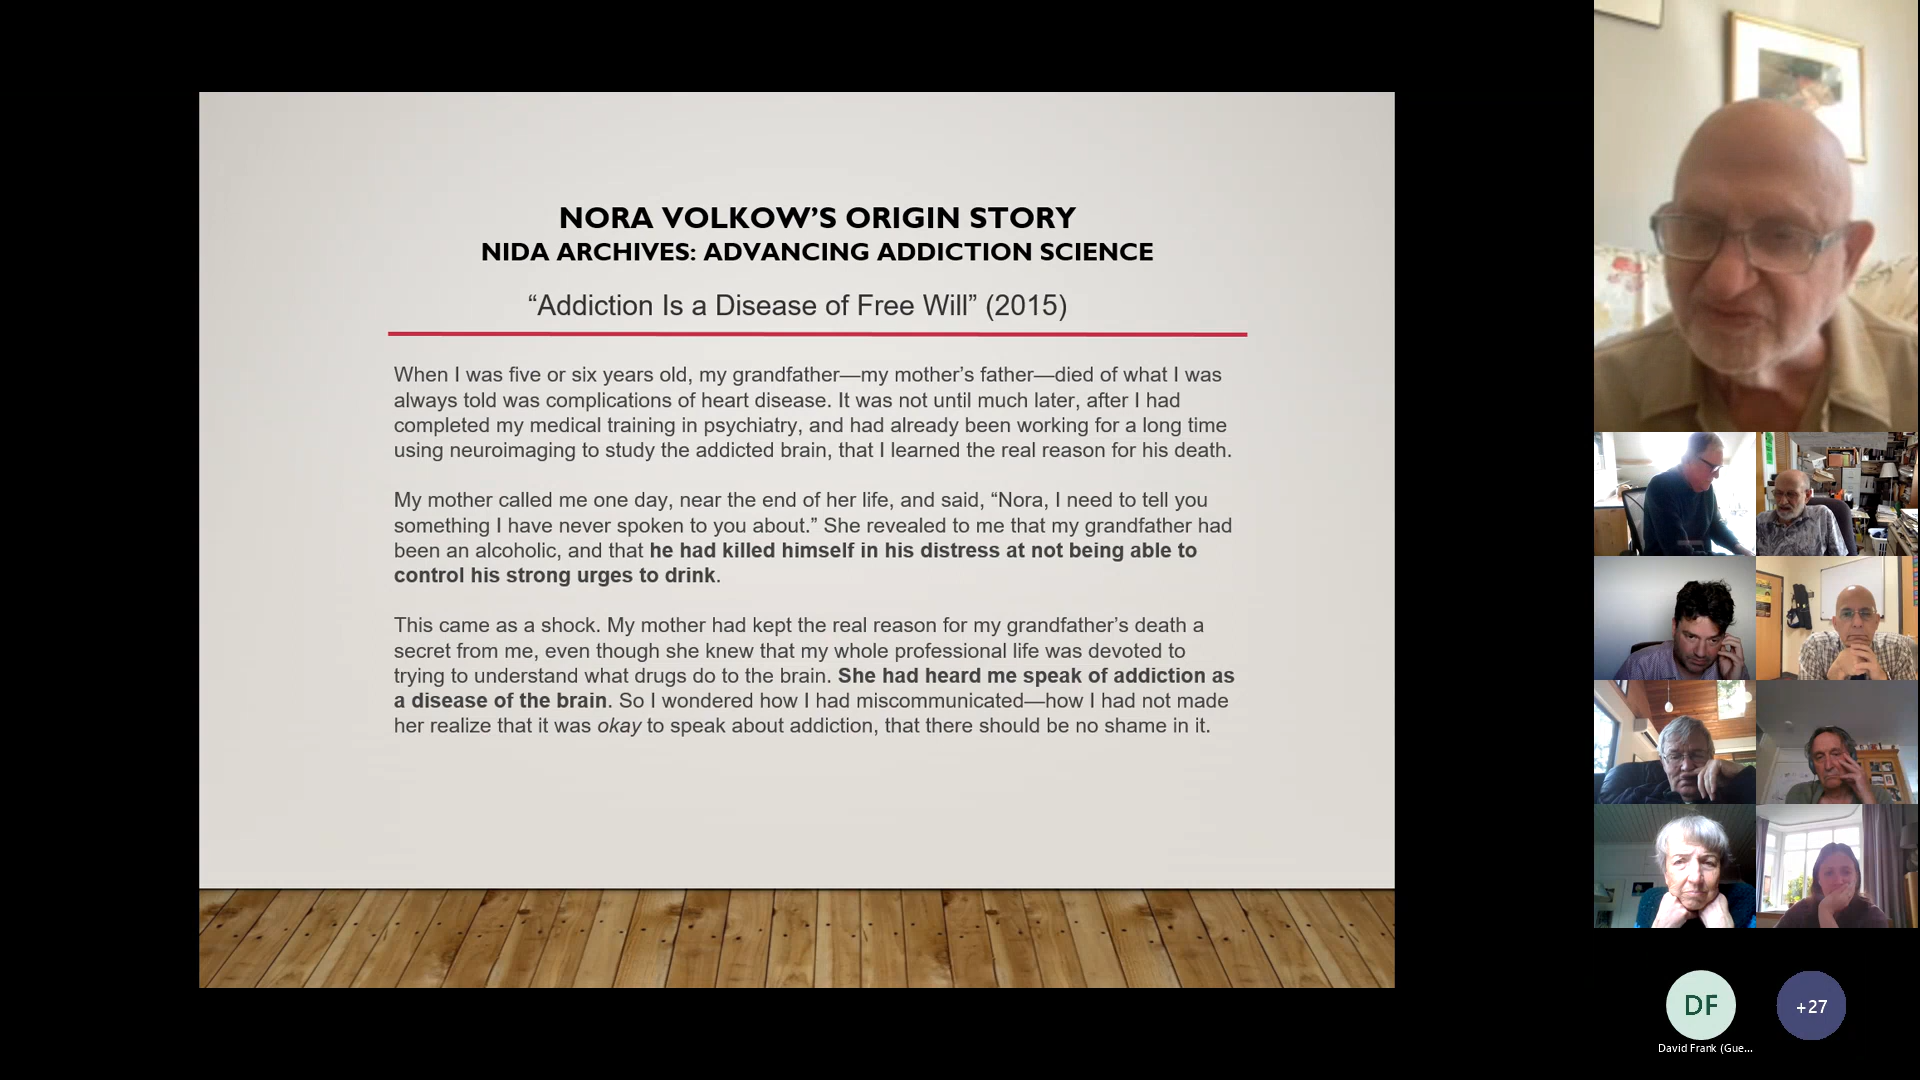 NORA VOLKOW’S ORIGIN STORY
NIDA ARCHIVES: ADVANCING ADDICTION SCIENCE
“Addiction Is a Disease of Free Will” (2015)
When I was five or six years old, my grandfather—my mother’s father—died of what I was
always told was complications of heart disease. It was not until much later, after I had
completed my medical training in psychiatry, and had already been working for a long time
using neuroimaging to study the addicted brain, that I learned the real reason for his death.
My mother called me one day, near the end of her life, and said, “Nora, I need to tell you
something I have never spoken to you about.” She revealed to me that my grandfather had
been an alcoholic, and that he had killed himself in his distress at not being able to
control his strong urges to drink.
This came as a shock. My mother had kept the real reason for my grandfather’s death a
secret from me, even though she knew that my whole professional life was devoted to
trying to understand what drugs do to the brain. She had heard me speak of addiction as
a disease of the brain. So I wondered how I had miscommunicated—how I had not made
her realize that it was okay to speak about addiction, that there should be no shame in it.
DF
+27
David Frank (Gue...